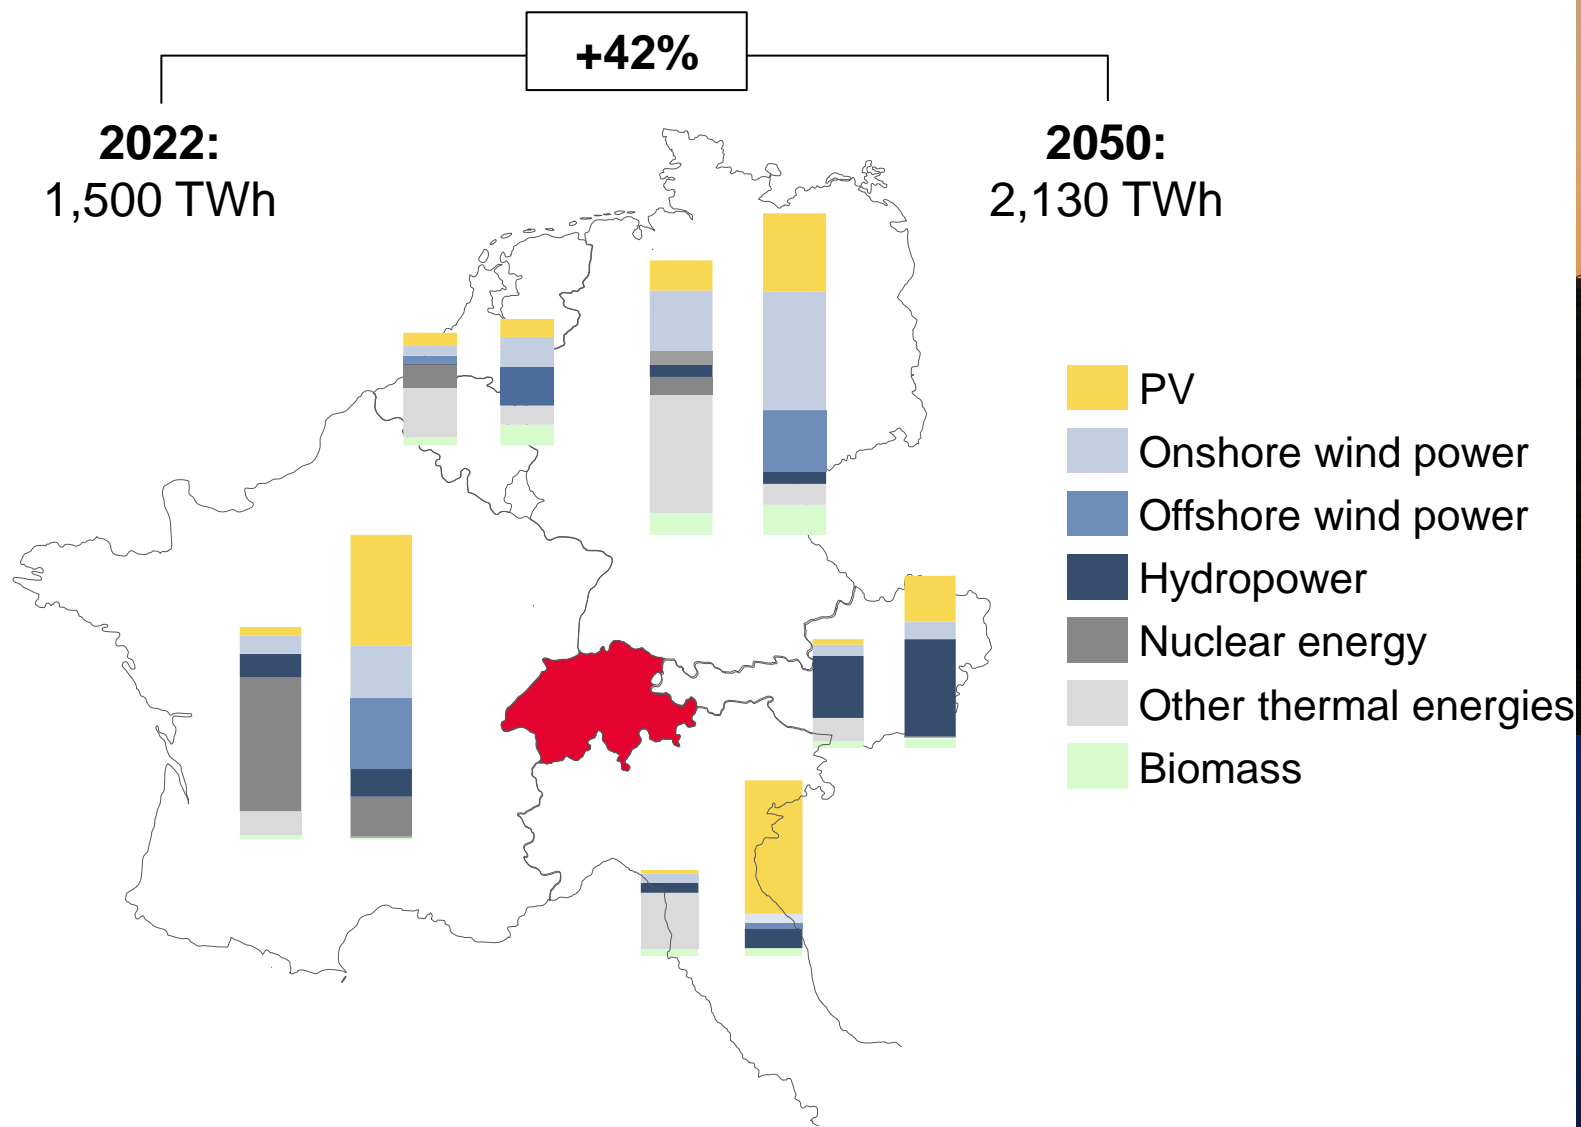 +42%
2022:
1,500 TWh
2050:
2,130 TWh
PV
Onshore wind power
Offshore wind power
Hydropower
Nuclear energy
Other thermal energies
Biomass